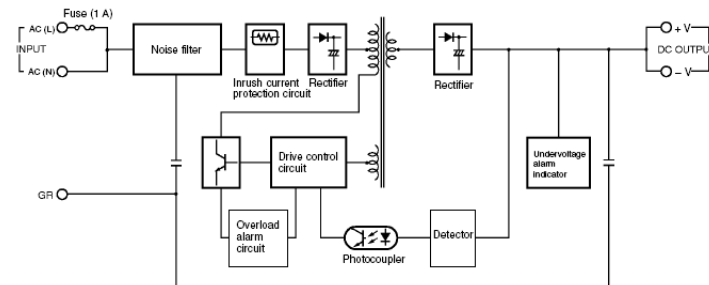 Fuse (1 A)
AC (L)
INPUT
AC (N)
Noise filter
Inrush current
protection circuit
Rectifier
Rectifier
+ V
DC OUTPUT
– V
Drive control
circuit
Undervoltage
alarm
indicator
GR
Overload
alarm
circuit
Photocoupler
Detector